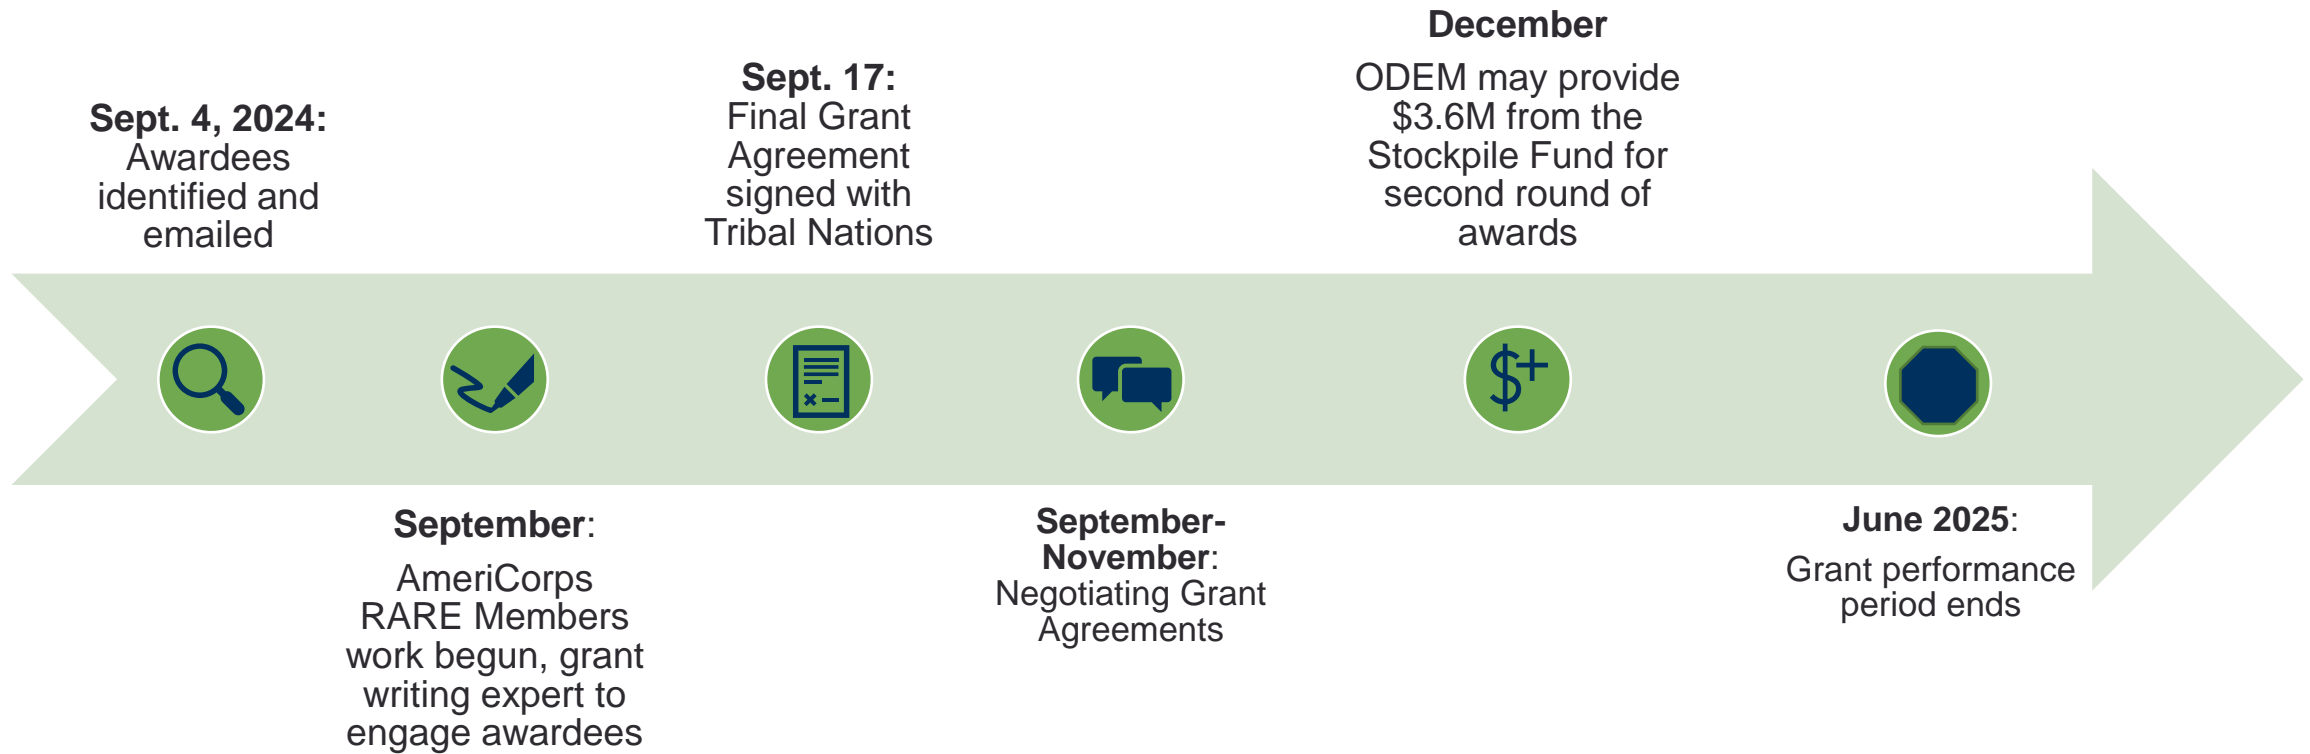 Sept. 4, 2024:
Awardees
identified and
emailed
September:
AmeriCorps
RARE Members
work begun, grant
writing expert to
engage awardees
Sept. 17:
Final Grant
Agreement
signed with
Tribal Nations
September-
November:
Negotiating Grant
Agreements
December
ODEM may provide
$3.6M from the
Stockpile Fund for
second round of
awards
$+
June 2025:
Grant performance
period ends